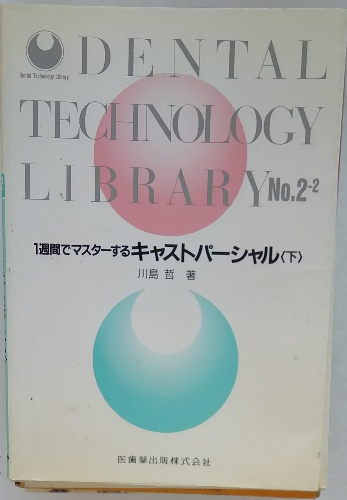 Dental Technology Library
DENTAL
TECHNOLOGY
LIBRARY No.2-2
1週間でマスターするキャストパーシャル〈下〉
川島 哲 著
医歯薬出版株式会社